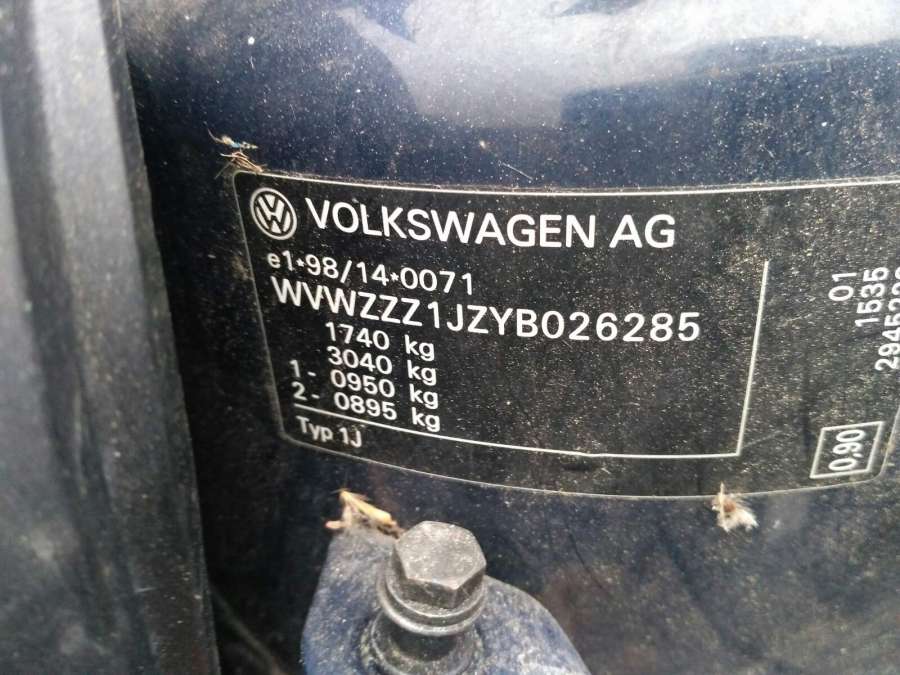 VOLKSWAGEN AG
e1*98/14*0071
WVWZZZ1JZYB026285
1740 kg
3040 kg
1- 0950 kg
2- 0895 kg
Typ 1J
01
1535
0,90